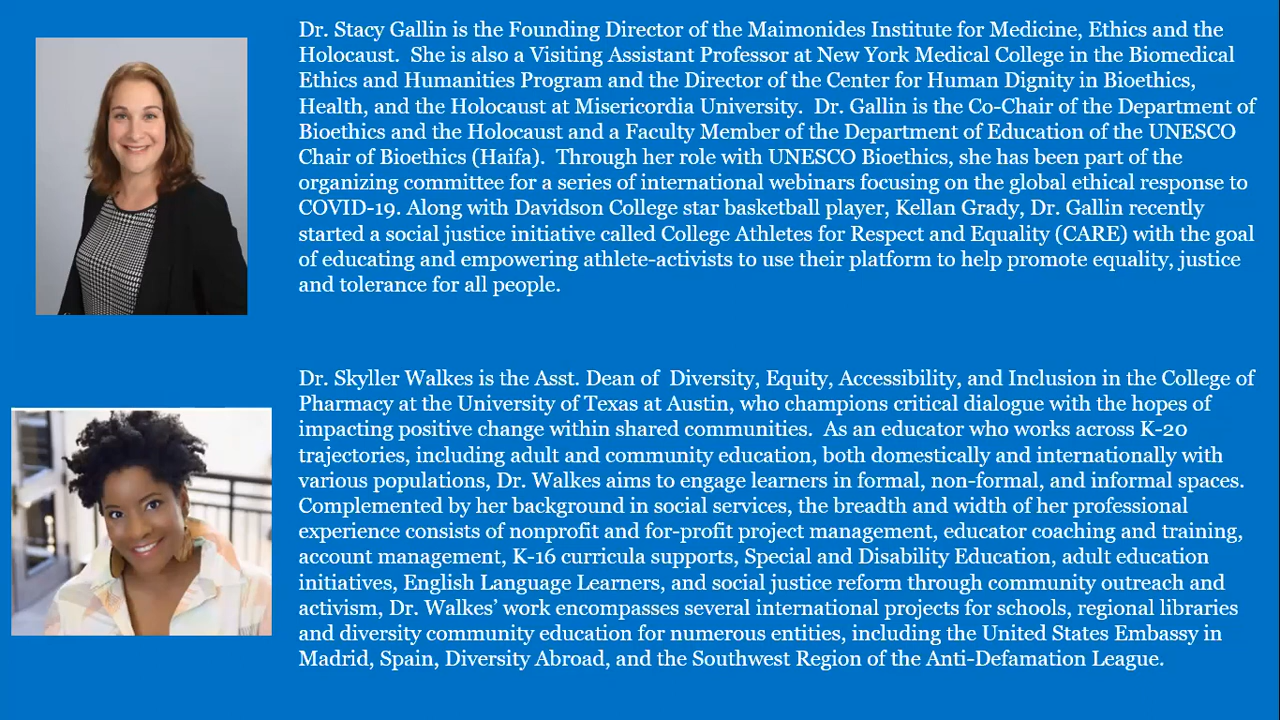 Dr. Stacy Gallin is the Founding Director of the Maimonides Institute for Medicine, Ethics and the
Holocaust.  She is also a Visiting Assistant Professor at New York Medical College in the Biomedical
Ethics and Humanities Program and the Director of the Center for Human Dignity in Bioethics,
Health, and the Holocaust at Misericordia University.  Dr. Gallin is the Co-Chair of the Department of
Bioethics and the Holocaust and a Faculty Member of the Department of Education of the UNESCO
Chair of Bioethics (Haifa).  Through her role with UNESCO Bioethics, she has been part of the
organizing committee for a series of international webinars focusing on the global ethical response to
COVID-19. Along with Davidson College star basketball player, Kellan Grady, Dr. Gallin recently
started a social justice initiative called College Athletes for Respect and Equality (CARE) with the goal
of educating and empowering athlete-activists to use their platform to help promote equality, justice
and tolerance for all people.
Dr. Skyller Walkes is the Asst. Dean of  Diversity, Equity, Accessibility, and Inclusion in the College of
Pharmacy at the University of Texas at Austin, who champions critical dialogue with the hopes of
impacting positive change within shared communities.  As an educator who works across K-20
trajectories, including adult and community education, both domestically and internationally with
various populations, Dr. Walkes aims to engage learners in formal, non-formal, and informal spaces.
Complemented by her background in social services, the breadth and width of her professional
experience consists of nonprofit and for-profit project management, educator coaching and training,
account management, K-16 curricula supports, Special and Disability Education, adult education
initiatives, English Language Learners, and social justice reform through community outreach and
activism, Dr. Walkes’ work encompasses several international projects for schools, regional libraries
and diversity community education for numerous entities, including the United States Embassy in
Madrid, Spain, Diversity Abroad, and the Southwest Region of the Anti-Defamation League.